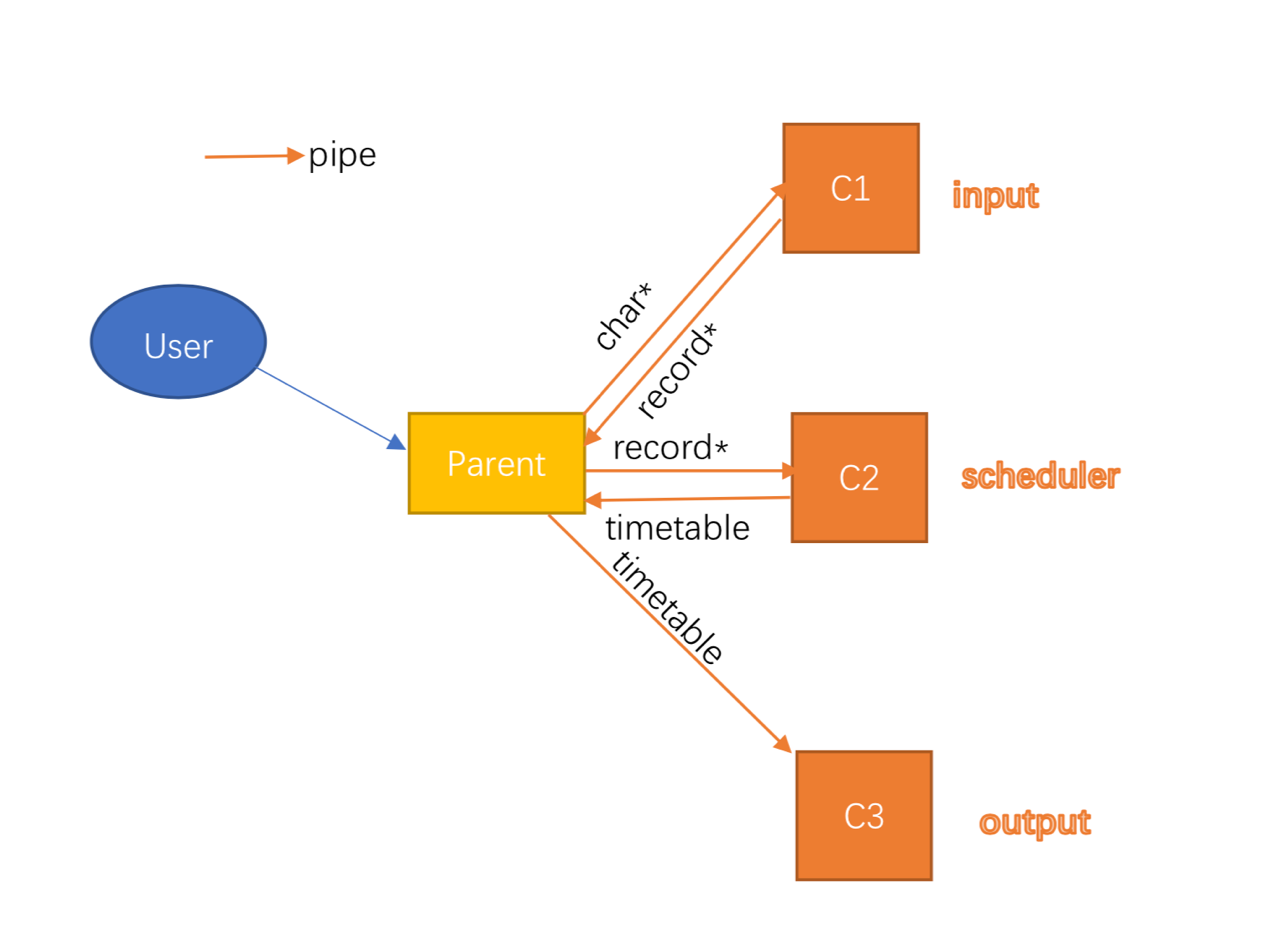 pipe
C1
input
User
char*
record*
Parent
record*
C2
scheduler
timetable
timetable
C3
output